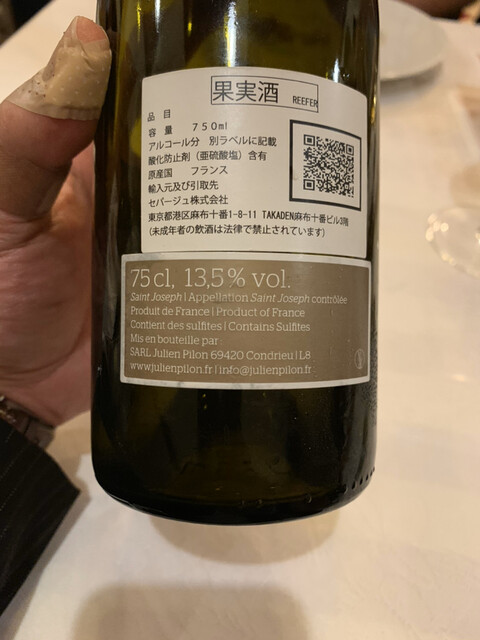 果実酒 REEFER
品 目
容 量 750ml
アルコール分 別ラベルに記載
酸化防止剤（亜硫酸塩）含有
原産国 フランス
輸入元及び引取先
セパージュ株式会社
東京都港区麻布十番1-8-11 TAKADEN麻布十番ビル3階
(未成年者の飲酒は法律で禁止されています)
75 cl, 13,5 % vol.
Saint Joseph | Appellation Saint Joseph contrôlée
Produit de France | Product of France
Contient des sulfites | Contains Sulfites
Mis en bouteille par
SARL Julien Pilon 69420 Condrieu | L8
www.julienpilon.fr | info@julienpilon.fr